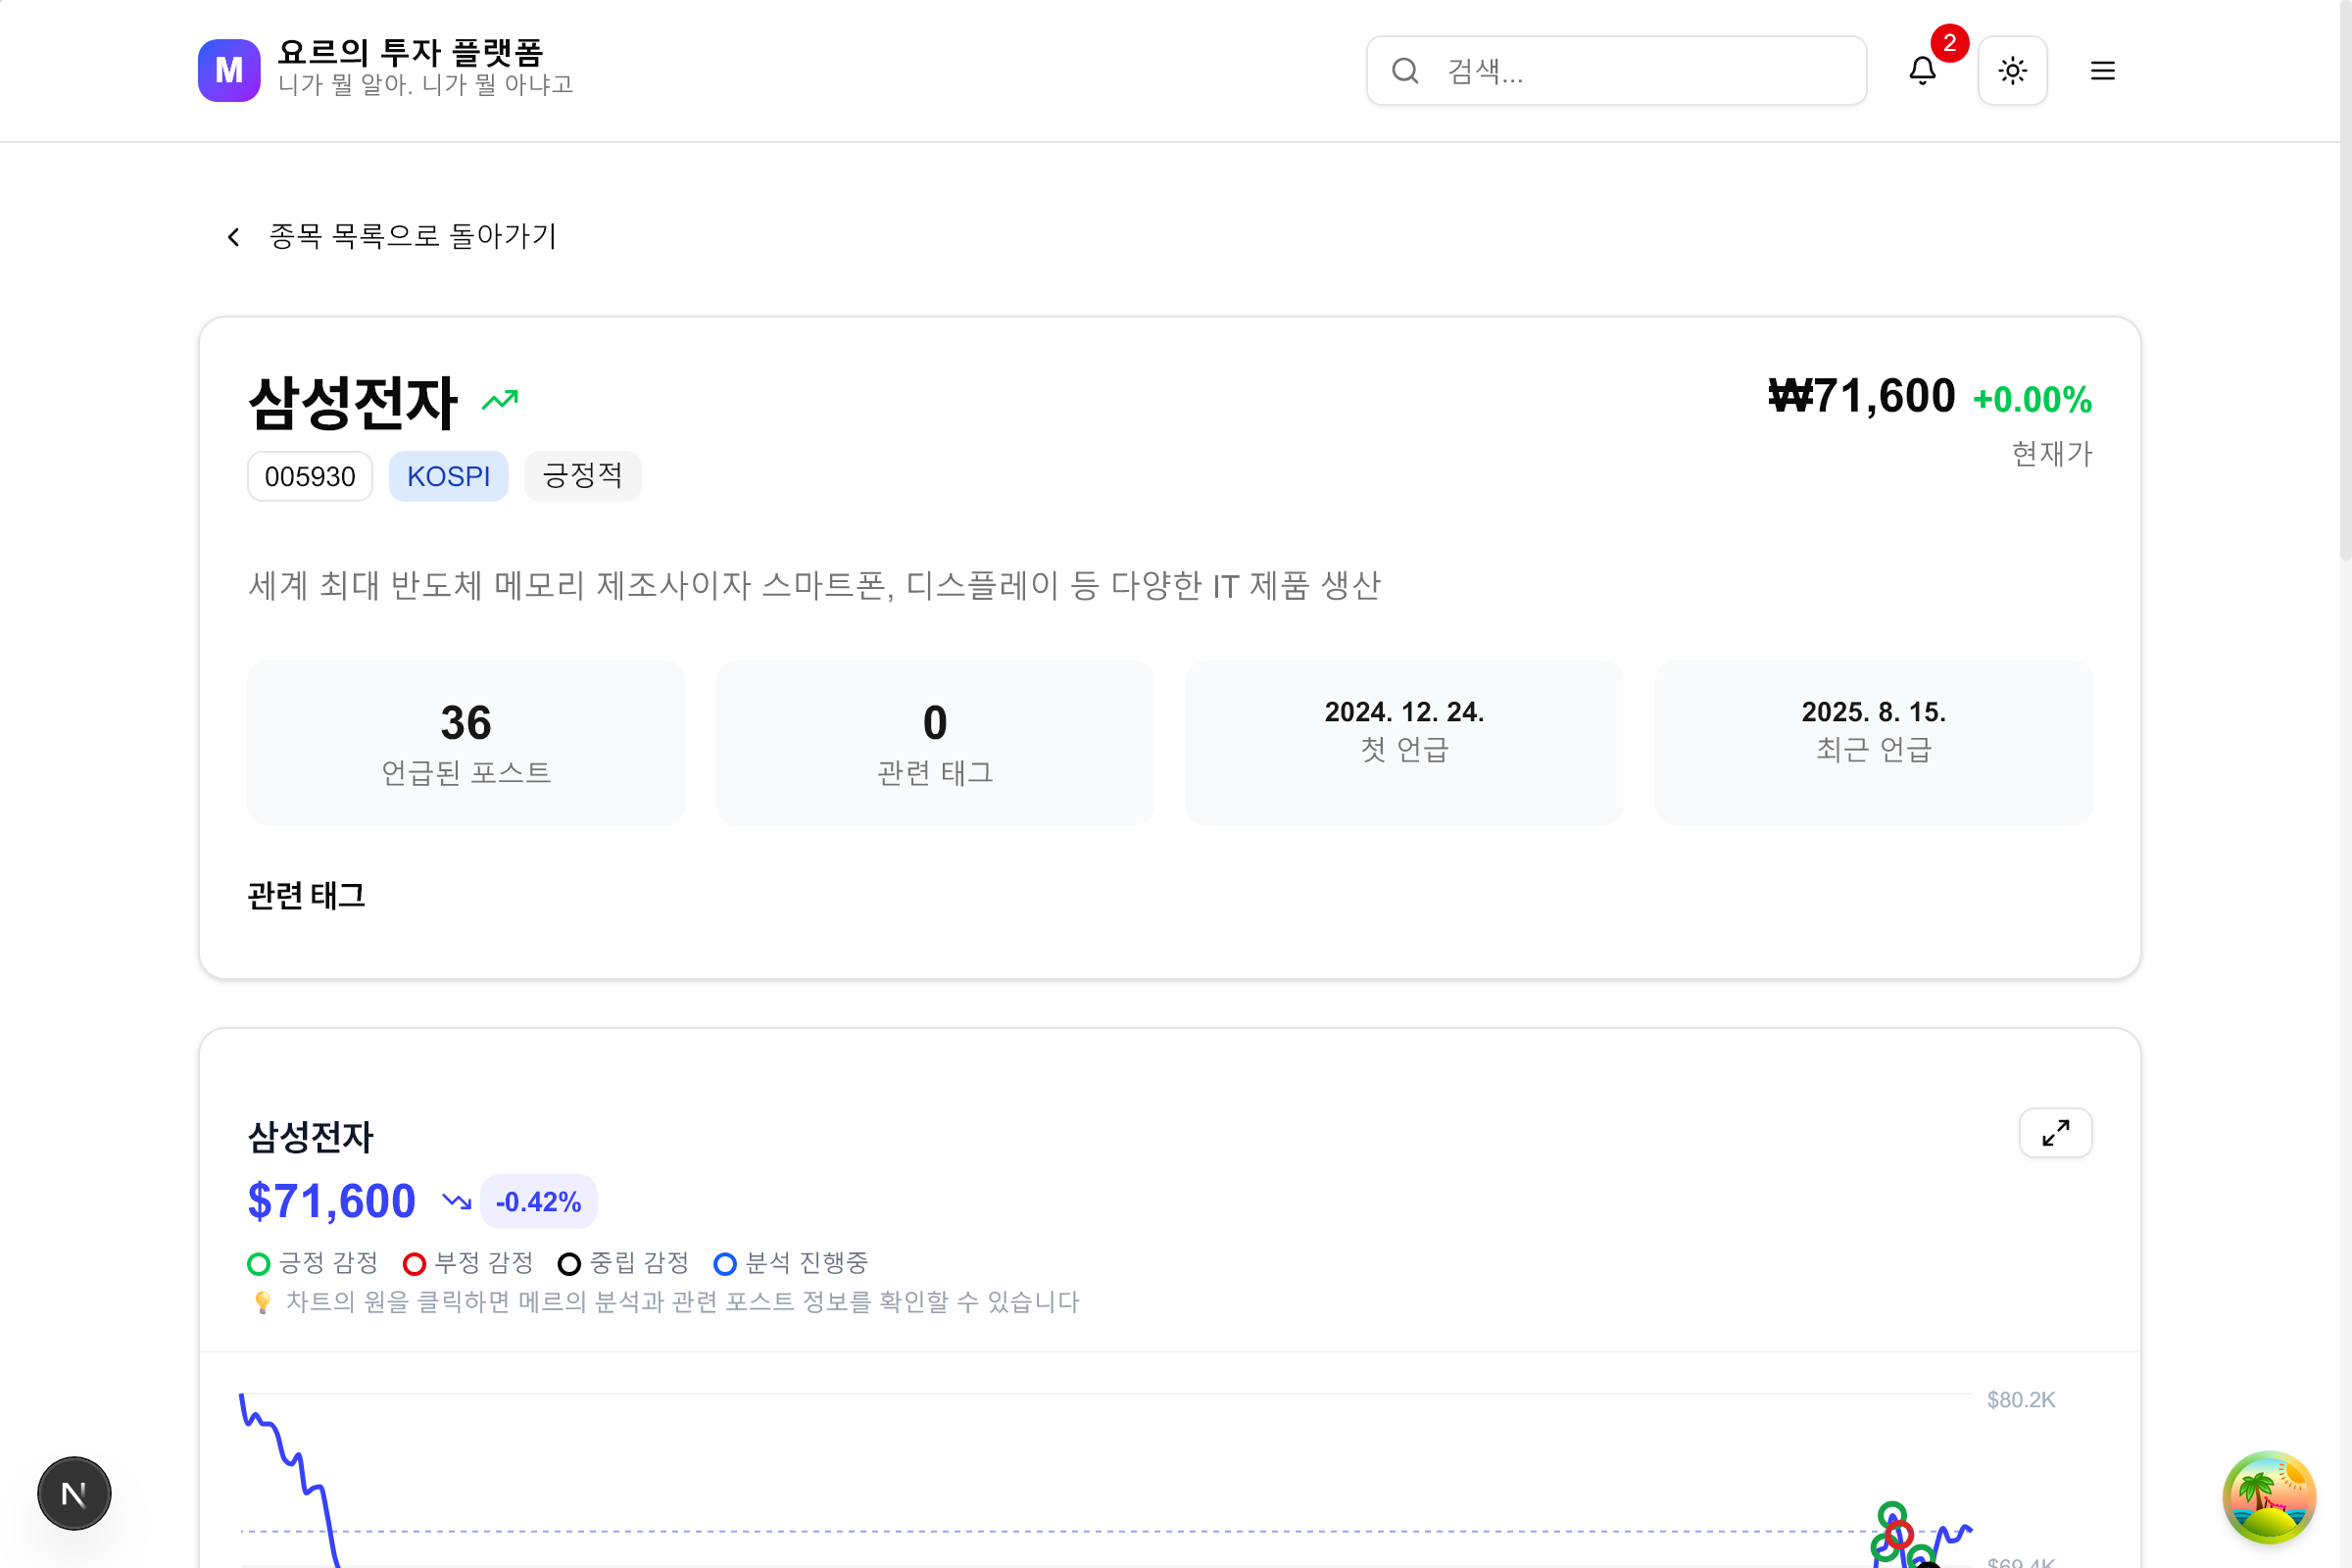 M
요르의 투자 플랫폼
니가 뭘 알아. 니가 뭘 아냐고
검색...
2
종목 목록으로 돌아가기
삼성전자
₩71,600 +0.00%
현재가
005930 KOSPI 긍정적
세계 최대 반도체 메모리 제조사이자 스마트폰, 디스플레이 등 다양한 IT 제품 생산
36
언급된 포스트
0
관련 태그
2024. 12. 24.
첫 언급
2025. 8. 15.
최근 언급
관련 태그
삼성전자
$71,600 -0.42%
긍정 감정 부정 감정 중립 감정 분석 진행중
차트의 원을 클릭하면 메르의 분석과 관련 포스트 정보를 확인할 수 있습니다
$80.2K
N
$69.4K